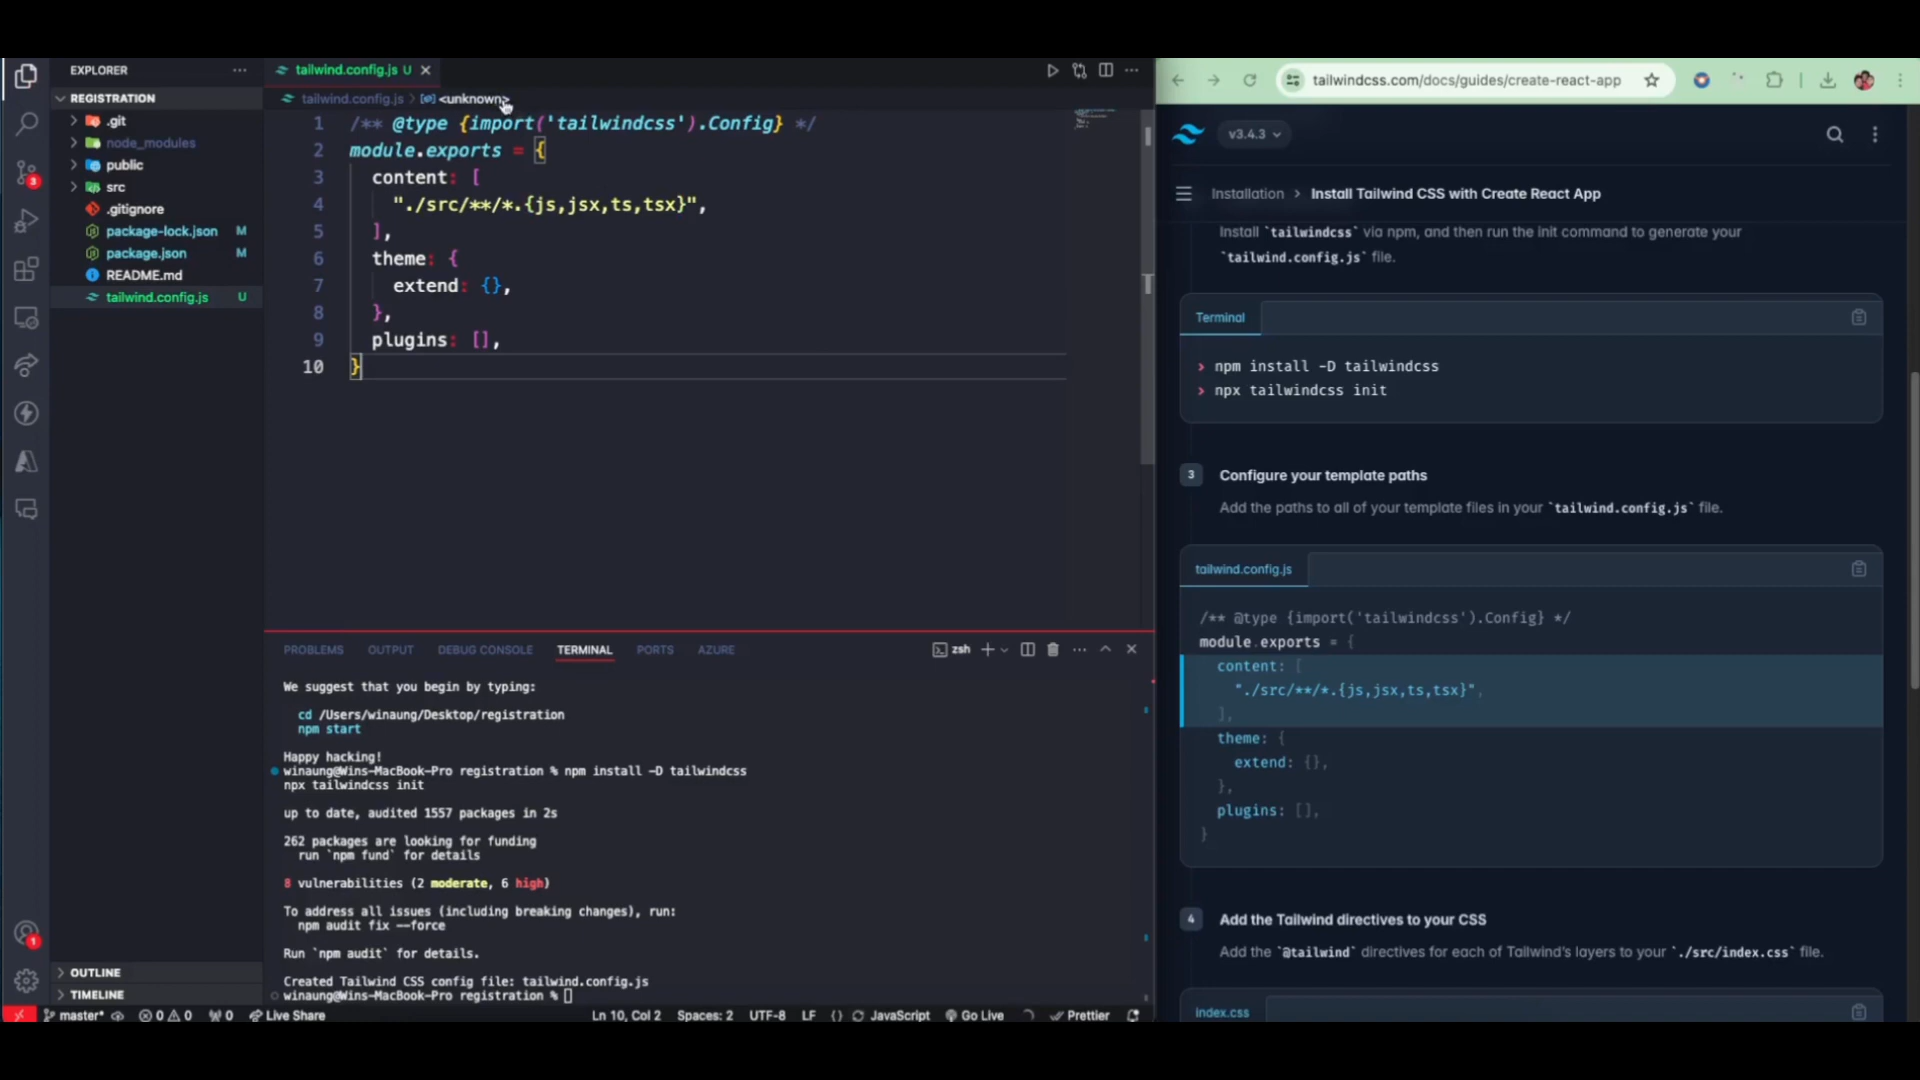 EXPLORER
REGISTRATION
.git
node_modules
public
src
.gitignore
package-lock.json M
package.json M
README.md
tailwind.config.js U
OUTLINE
TIMELINE
tailwind.config.js U
tailwind.config.js > <unknown>
1 /** @type {import('tailwindcss').Config} */
2 module.exports = {
3 content: [
4 "./src/**/*.{js,jsx,ts,tsx}",
5 ],
6 theme: {
7 extend: {},
8 },
9 plugins: [],
10 }
PROBLEMS OUTPUT DEBUG CONSOLE TERMINAL PORTS AZURE zsh
We suggest that you begin by typing:
cd /Users/winaung/Desktop/registration
npm start
Happy hacking!
winaung@Wins-MacBook-Pro registration % npm install -D tailwindcss
npx tailwindcss init
up to date, audited 1557 packages in 2s
262 packages are looking for funding
run `npm fund` for details
8 vulnerabilities (2 moderate, 6 high)
To address all issues (including breaking changes), run:
npm audit fix --force
Run `npm audit` for details.
Created Tailwind CSS config file: tailwind.config.js
winaung@Wins-MacBook-Pro registration %
3
1
master* 0 0 0 Live Share Ln 10, Col 2 Spaces: 2 UTF-8 LF {} JavaScript Go Live Prettier
tailwindcss.com/docs/guides/create-react-app
v3.4.3
Installation > Install Tailwind CSS with Create React App
Install `tailwindcss` via npm, and then run the init command to generate your
`tailwind.config.js` file.
Terminal
> npm install -D tailwindcss
> npx tailwindcss init
3 Configure your template paths
Add the paths to all of your template files in your `tailwind.config.js` file.
tailwind.config.js
/** @type {import('tailwindcss').Config} */
module.exports = {
content: [
"./src/**/*.{js,jsx,ts,tsx}",
],
theme: {
extend: {},
},
plugins: [],
}
4 Add the Tailwind directives to your CSS
Add the `@tailwind` directives for each of Tailwind's layers to your `./src/index.css` file.
index.css